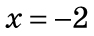 x = −2